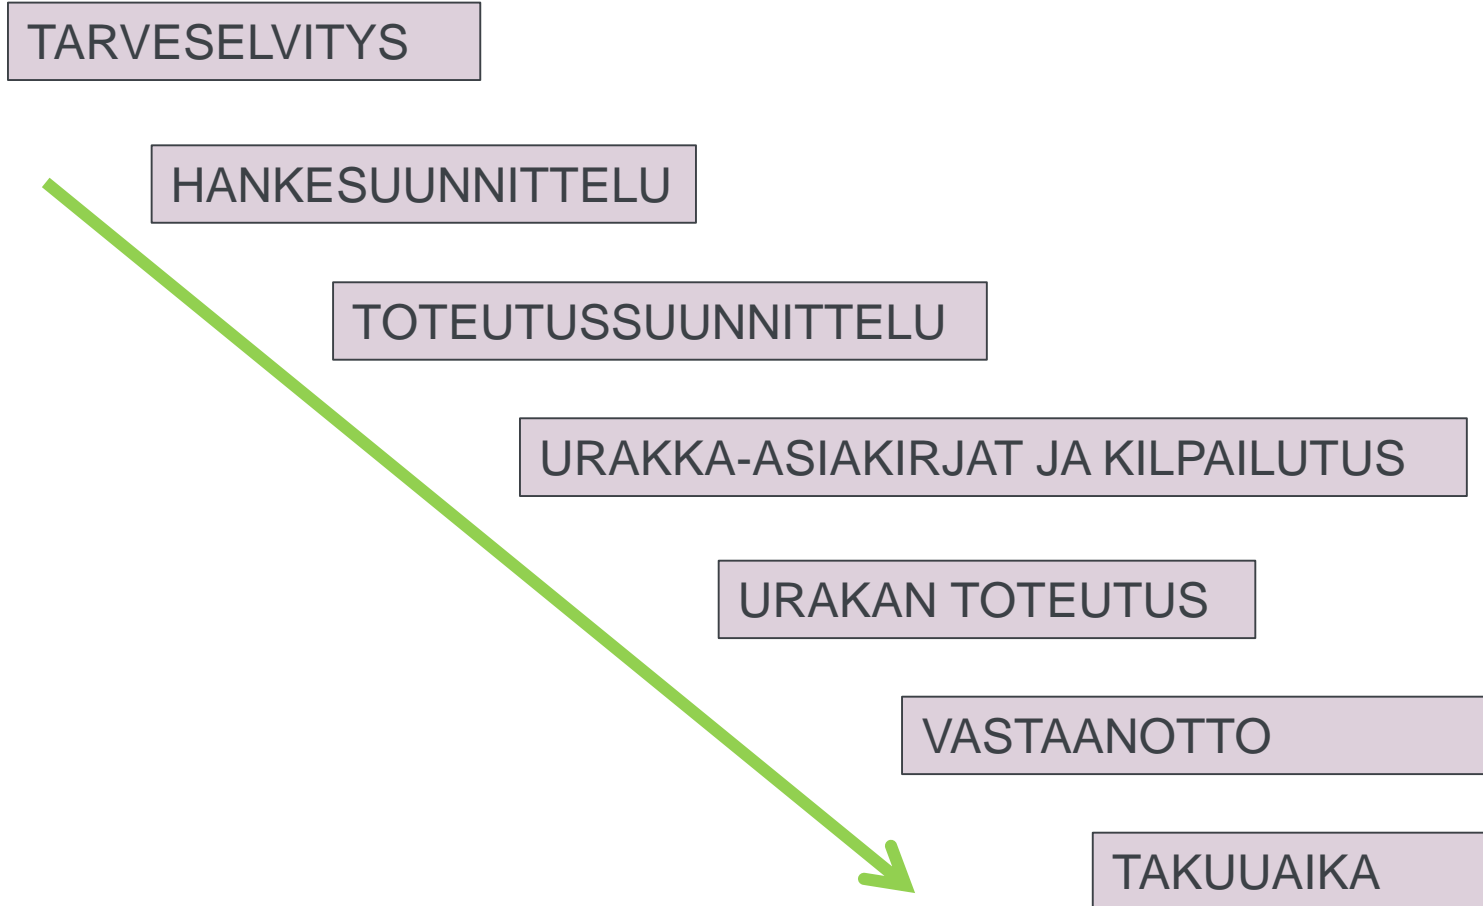 TARVESELVITYS
HANKESUUNNITTELU
TOTEUTUSSUUNNITTELU
URAKKA-ASIAKIRJAT JA KILPAILUTUS
URAKAN TOTEUTUS
VASTAANOTTO
TAKUUAIKA